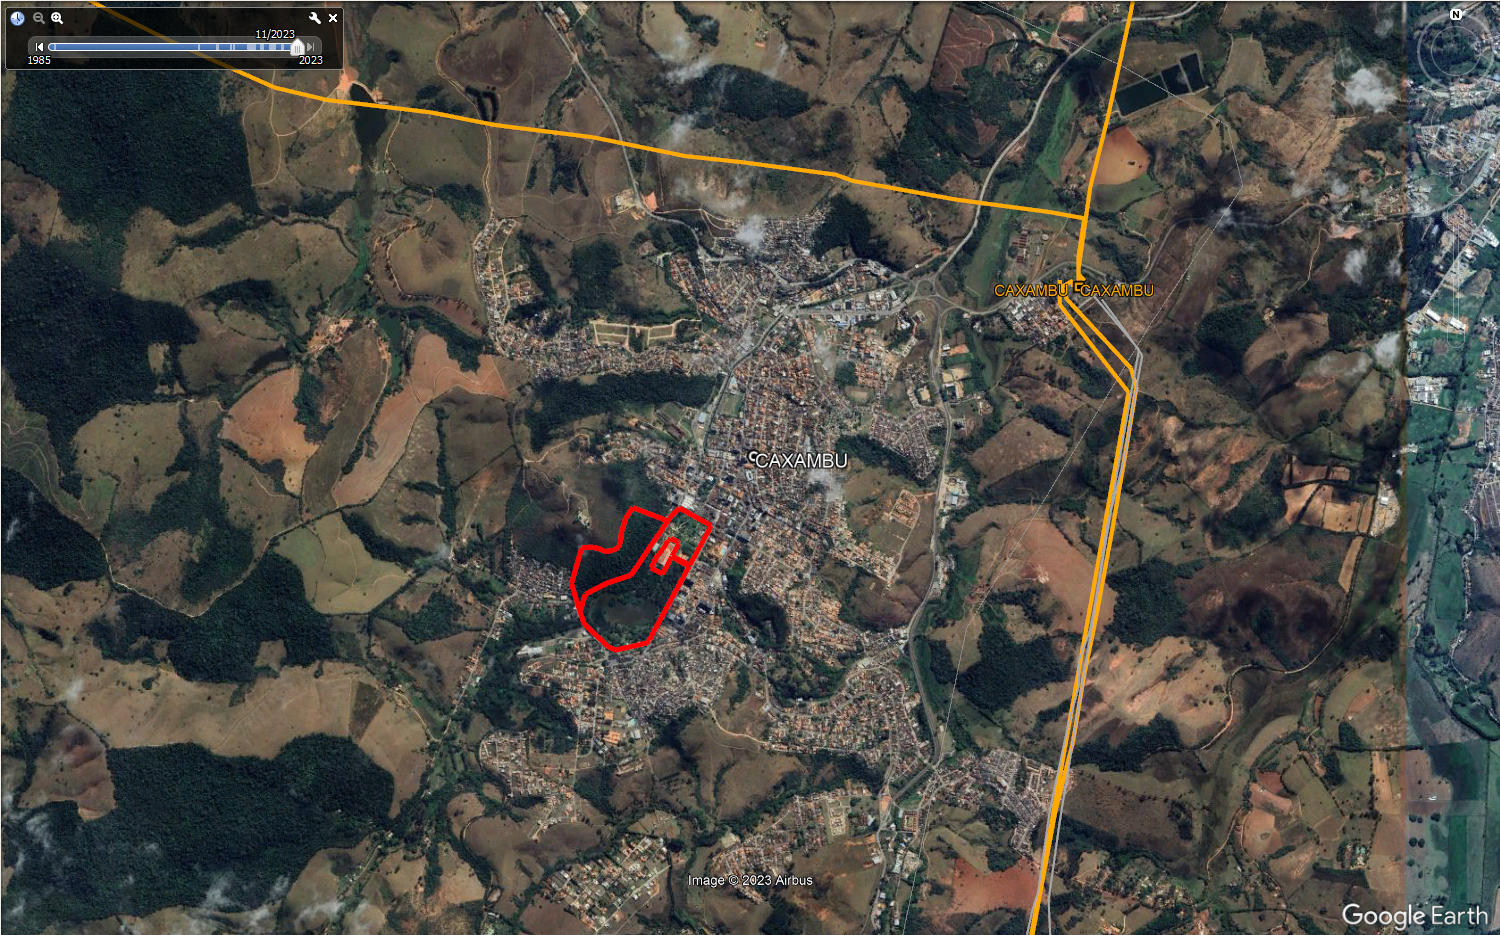 11/2023
1985
2023
N
CAXAMBU CAXAMBU
CAXAMBU
Image © 2023 Airbus
Google Earth